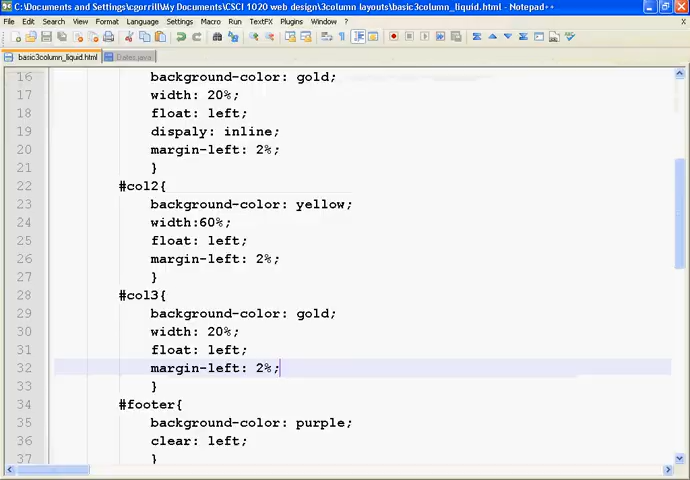 C:\Documents and Settings\cgorrill\My Documents\CSCI 1020 web design\3column layouts\basic3column_liquid.html - Notepad++
File Edit Search View Format Language Settings Macro Run TextFX Plugins Window ? X
basic3column_liquid.html Dates.java
16 background-color: gold;
17 width: 20%;
18 float: left;
19 dispaly: inline;
20 margin-left: 2%;
21 }
22 #col2{
23 background-color: yellow;
24 width:60%;
25 float: left;
26 margin-left: 2%;
27 }
28 #col3{
29 background-color: gold;
30 width: 20%;
31 float: left;
32 margin-left: 2%;
33 }
34 #footer{
35 background-color: purple;
36 clear: left;
37 }